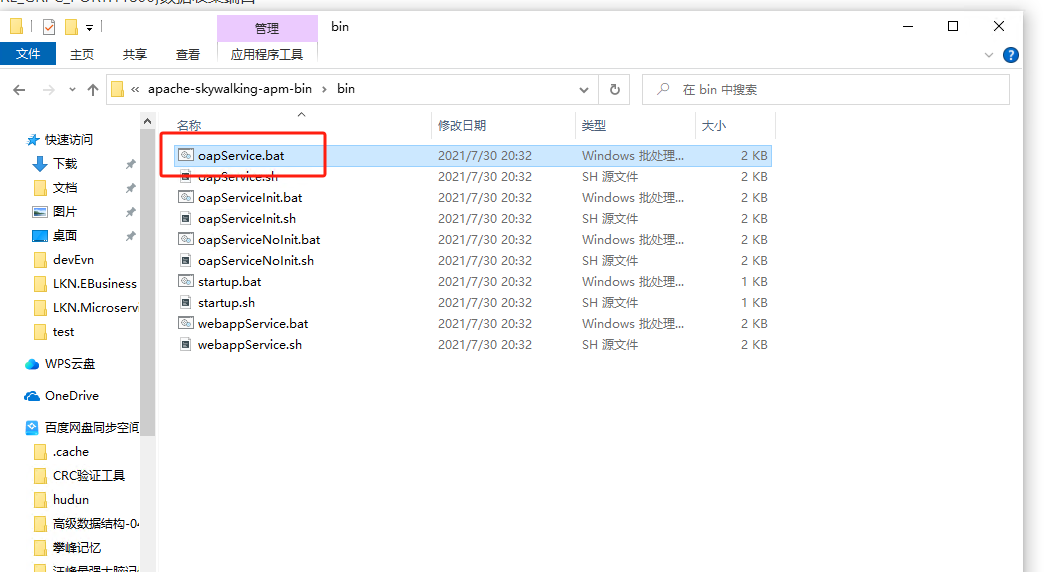 管理
bin
文件
主页
共享
查看
应用程序工具
?
« apache-skywalking-apm-bin › bin
在 bin 中搜索
快速访问
下载
文档
图片
桌面
devEvn
LKN.EBusiness
LKN.Microserv
test
WPS云盘
OneDrive
百度网盘同步空间
.cache
CRC验证工具
hudun
高级数据结构-04
攀峰记忆
名称 修改日期 类型 大小
oapService.bat 2021/7/30 20:32 Windows 批处理... 2 KB
oapService.sh 2021/7/30 20:32 SH 源文件 2 KB
oapServiceInit.bat 2021/7/30 20:32 Windows 批处理... 2 KB
oapServiceInit.sh 2021/7/30 20:32 SH 源文件 2 KB
oapServiceNoInit.bat 2021/7/30 20:32 Windows 批处理... 2 KB
oapServiceNoInit.sh 2021/7/30 20:32 SH 源文件 2 KB
startup.bat 2021/7/30 20:32 Windows 批处理... 1 KB
startup.sh 2021/7/30 20:32 SH 源文件 1 KB
webappService.bat 2021/7/30 20:32 Windows 批处理... 2 KB
webappService.sh 2021/7/30 20:32 SH 源文件 2 KB